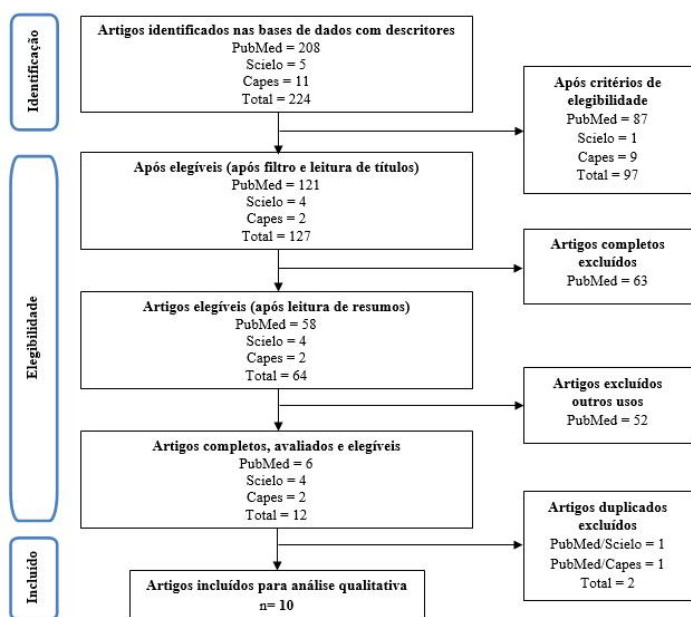 Identificação
Artigos identificados nas bases de dados com descritores
PubMed = 208
Scielo = 5
Capes = 11
Total = 224
Após critérios de
elegibilidade
PubMed = 87
Scielo = 1
Capes = 9
Total = 97
Elegibilidade
Após elegíveis (após filtro e leitura de títulos)
PubMed = 121
Scielo = 4
Capes = 2
Total = 127
Artigos completos
excluídos
PubMed = 63
Artigos elegíveis (após leitura de resumos)
PubMed = 58
Scielo = 4
Capes = 2
Total = 64
Artigos excluídos
outros usos
PubMed = 52
Artigos completos, avaliados e elegíveis
PubMed = 6
Scielo = 4
Capes = 2
Total = 12
Artigos duplicados
excluídos
PubMed/Scielo = 1
PubMed/Capes = 1
Total = 2
Incluído
Artigos incluídos para análise qualitativa
n= 10